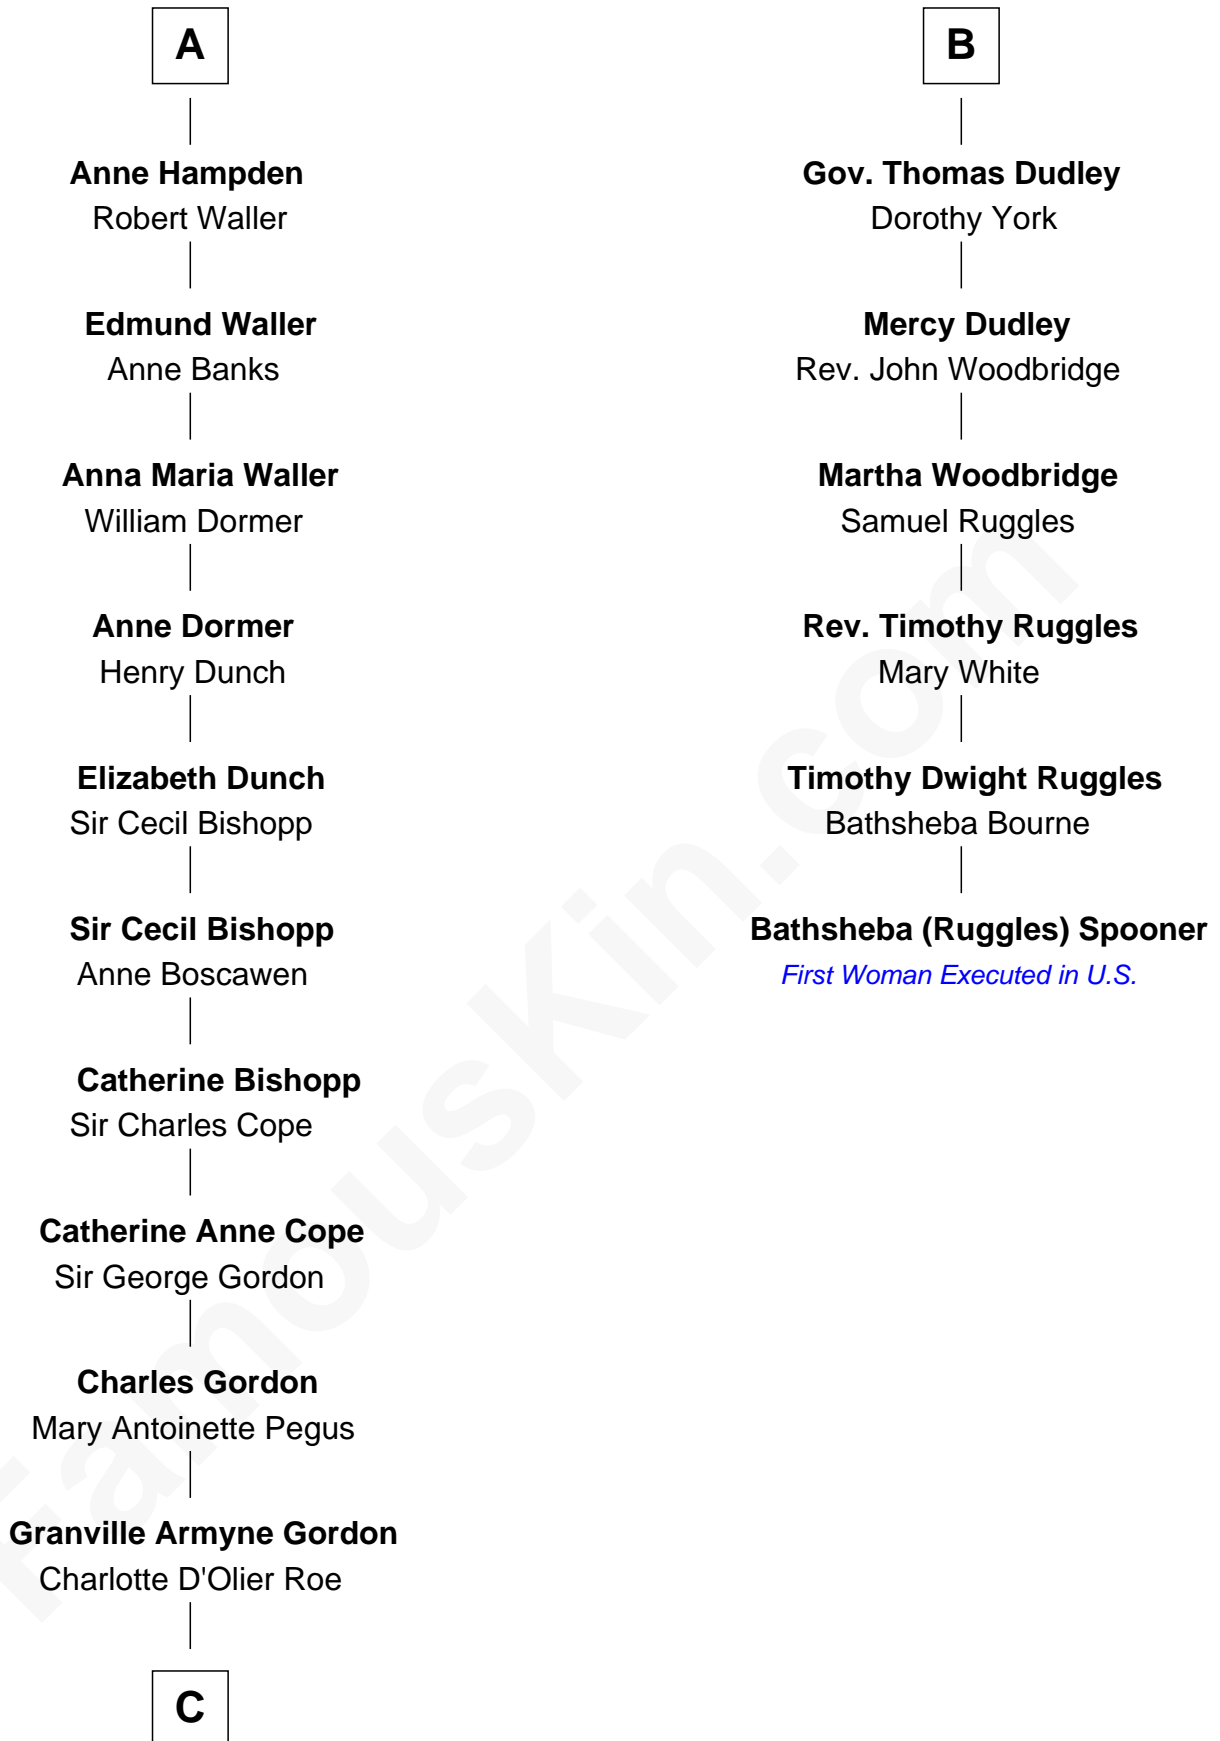 A
Anne Hampden
Robert Waller
Edmund Waller
Anne Banks
Anna Maria Waller
William Dormer
Anne Dormer
Henry Dunch
Elizabeth Dunch
Sir Cecil Bishopp
Sir Cecil Bishopp
Anne Boscawen
Catherine Bishopp
Sir Charles Cope
Catherine Anne Cope
Sir George Gordon
Charles Gordon
Mary Antoinette Pegus
Granville Armyne Gordon
Charlotte D'Olier Roe
C
B
Gov. Thomas Dudley
Dorothy York
Mercy Dudley
Rev. John Woodbridge
Martha Woodbridge
Samuel Ruggles
Rev. Timothy Ruggles
Mary White
Timothy Dwight Ruggles
Bathsheba Bourne
Bathsheba (Ruggles) Spooner
First Woman Executed in U.S.
FamousKin.com